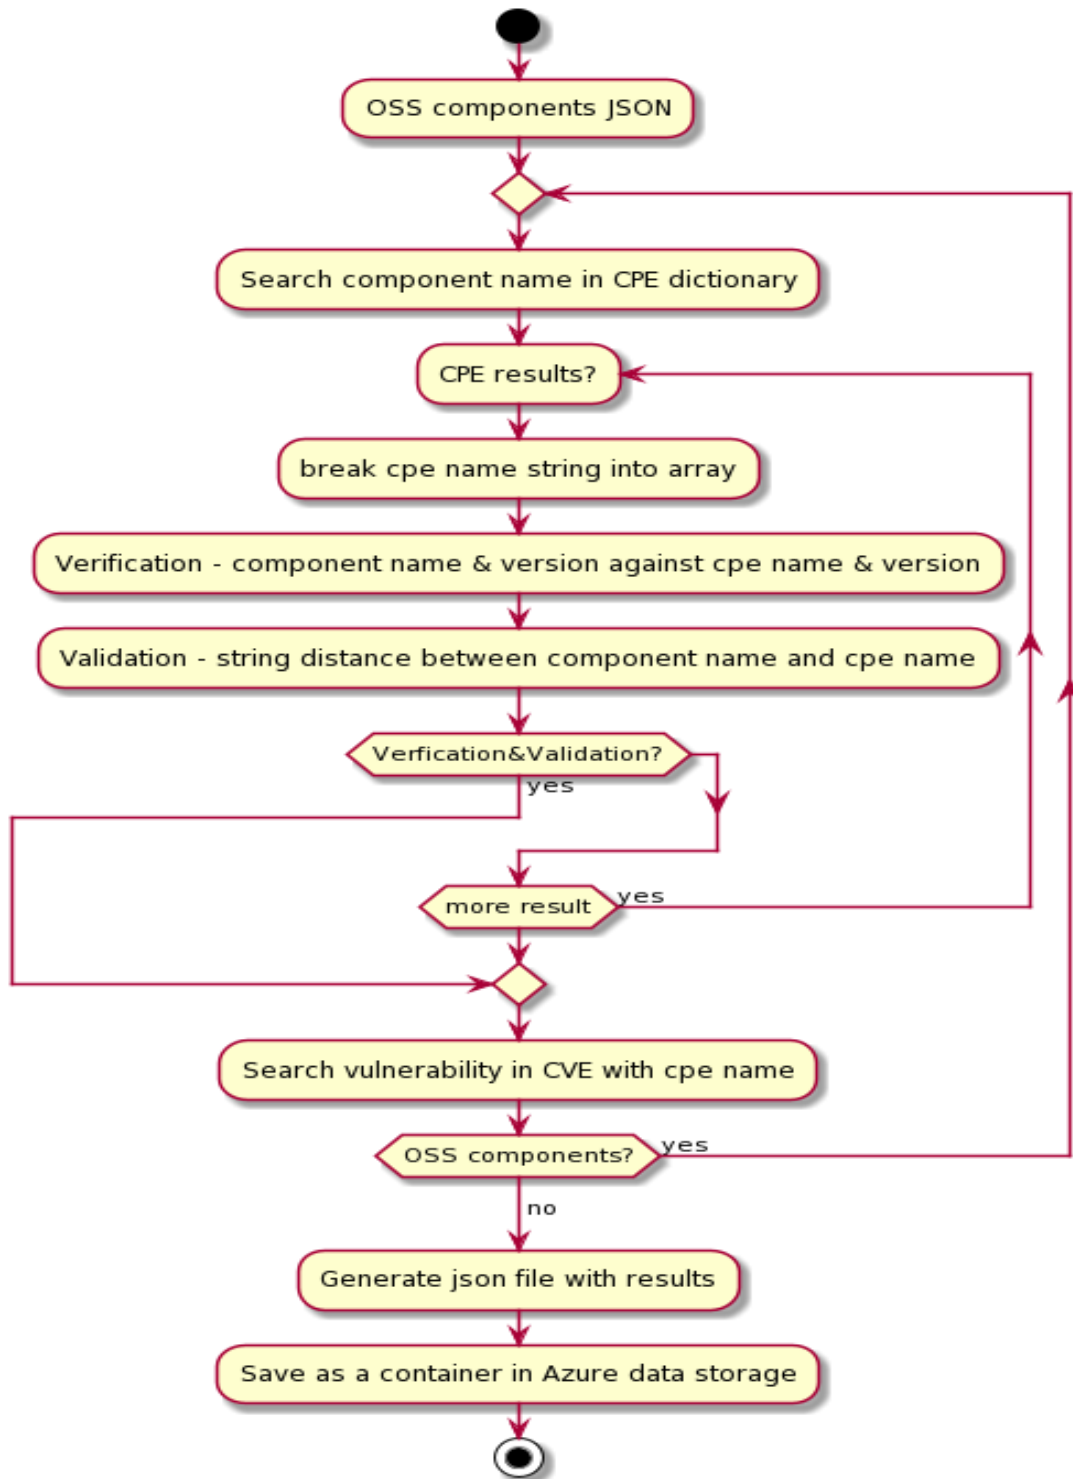 OSS components JSON
Search component name in CPE dictionary
CPE results?
break cpe name string into array
Verification - component name & version against cpe name & version
Validation - string distance between component name and cpe name
Verfication&Validation?
yes
more result
yes
Search vulnerability in CVE with cpe name
OSS components?
yes
no
Generate json file with results
Save as a container in Azure data storage